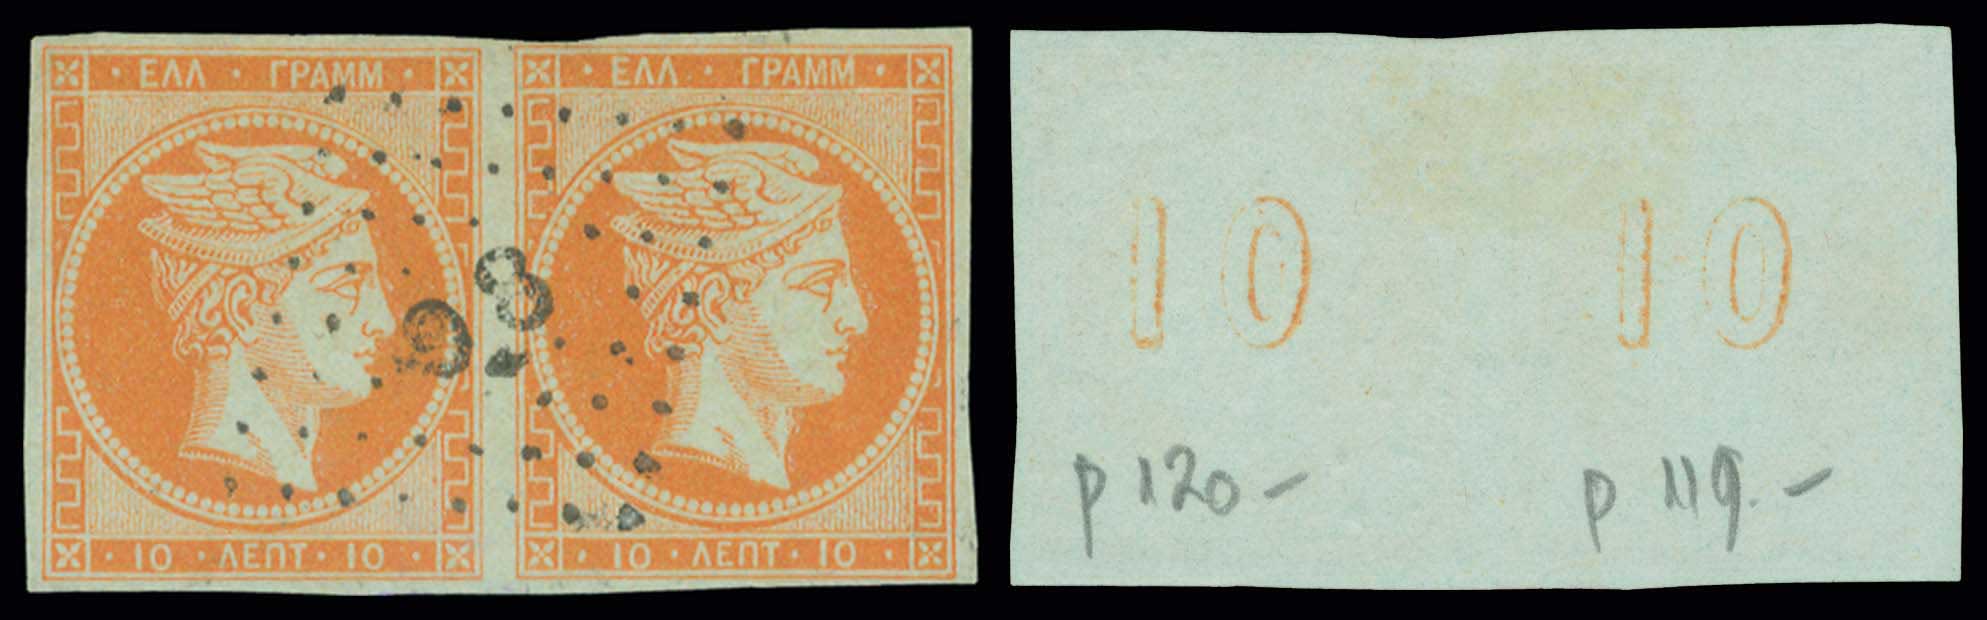 · ΕΛΛ · ΓΡΑΜΜ ·
· ΕΛΛ · ΓΡΑΜΜ ·
98
· 10 · ΛΕΠΤ · 10 ·
· 10 · ΛΕΠΤ · 10 ·
10
10
p 120 –
p 119. –